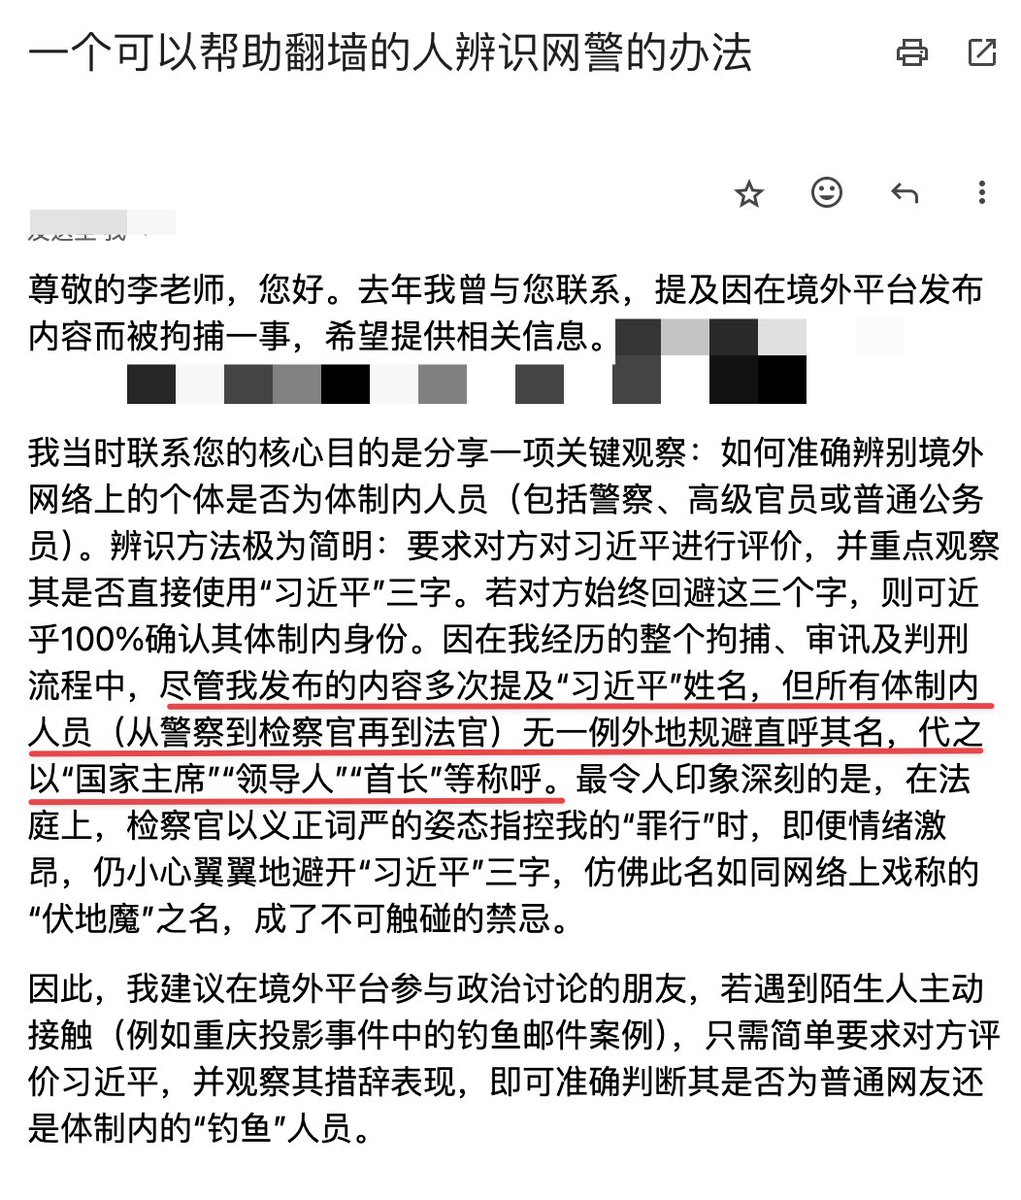 一个可以帮助翻墙的人辨识网警的办法
尊敬的李老师，您好。去年我曾与您联系，提及因在境外平台发布
内容而被拘捕一事，希望提供相关信息。
我当时联系您的核心目的是分享一项关键观察：如何准确辨别境外
网络上的个体是否为体制内人员（包括警察、高级官员或普通公务
员）。辨识方法极为简明：要求对方对习近平进行评价，并重点观察
其是否直接使用“习近平”三字。若对方始终回避这三个字，则可近
乎100%确认其体制内身份。因在我经历的整个拘捕、审讯及判刑
流程中，尽管我发布的内容多次提及“习近平”姓名，但所有体制内
人员（从警察到检察官再到法官）无一例外地规避直呼其名，代之
以“国家主席”“领导人”“首长”等称呼。最令人印象深刻的是，在法
庭上，检察官以义正词严的姿态指控我的“罪行”时，即便情绪激
昂，仍小心翼翼地避开“习近平”三字，仿佛此名如同网络上戏称的
“伏地魔”之名，成了不可触碰的禁忌。
因此，我建议在境外平台参与政治讨论的朋友，若遇到陌生人主动
接触（例如重庆投影事件中的钓鱼邮件案例），只需简单要求对方评
价习近平，并观察其措辞表现，即可准确判断其是否为普通网友还
是体制内的“钓鱼”人员。